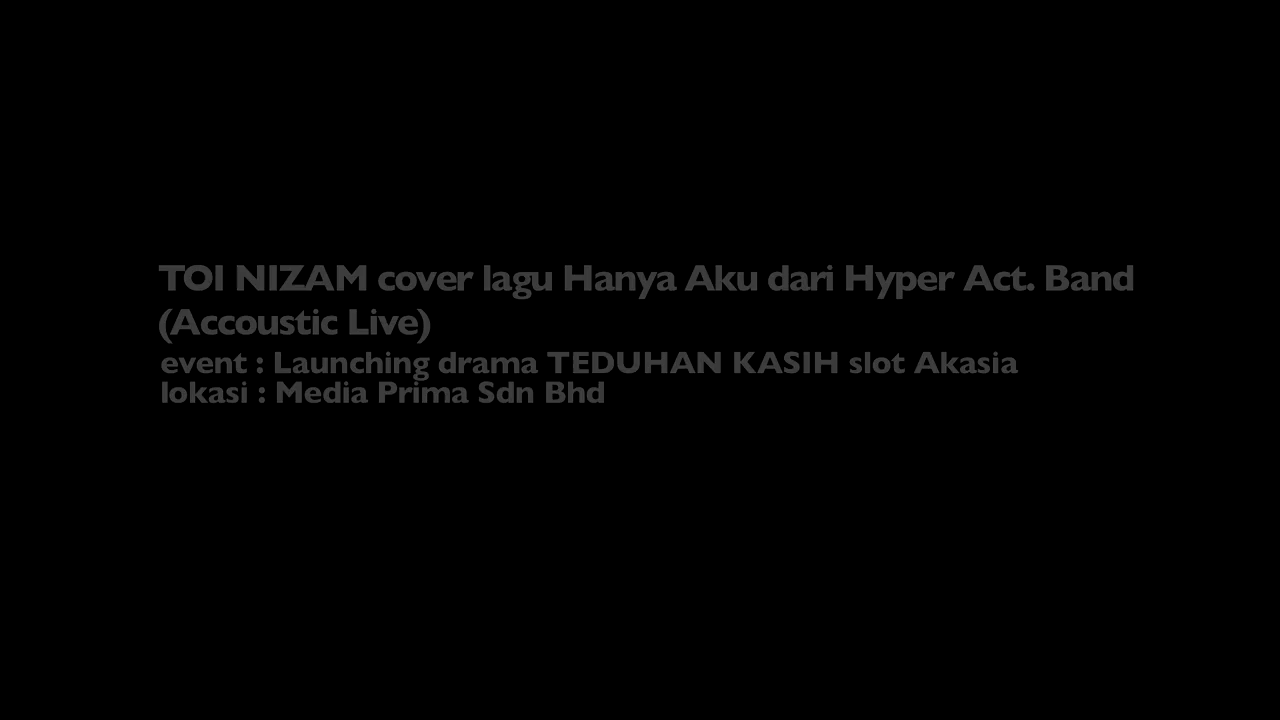 TOI NIZAM cover lagu Hanya Aku dari Hyper Act. Band
(Accoustic Live)
event : Launching drama TEDUHAN KASIH slot Akasia
lokasi : Media Prima Sdn Bhd